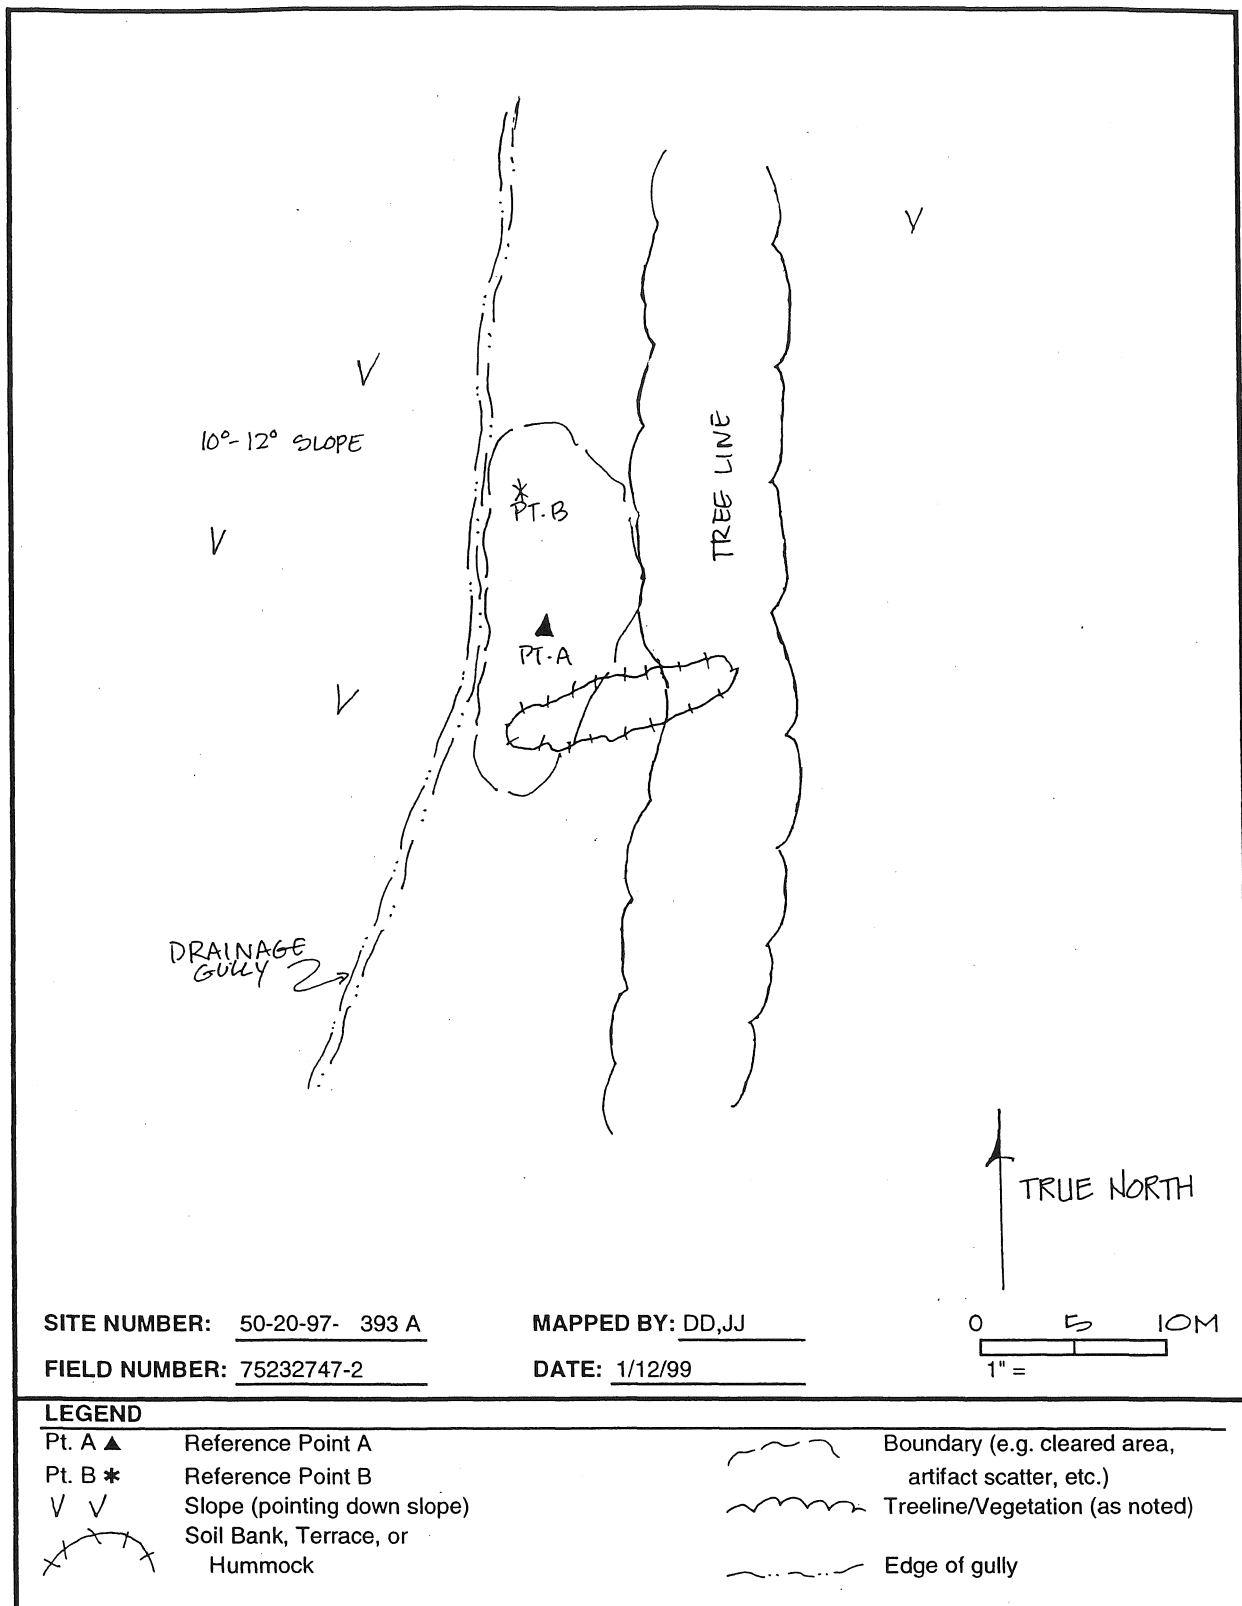 10°-12° SLOPE
PT. B
TREE LINE
PT. A
DRAINAGE
GULLY
TRUE NORTH
SITE NUMBER: 50-20-97- 393 A
MAPPED BY: DD,JJ
0 5 10M
FIELD NUMBER: 75232747-2
DATE: 1/12/99
1" =
LEGEND
Pt. A ▲ Reference Point A
Pt. B * Reference Point B
V V Slope (pointing down slope)
Soil Bank, Terrace, or
Hummock
Boundary (e.g. cleared area,
artifact scatter, etc.)
Treeline/Vegetation (as noted)
Edge of gully